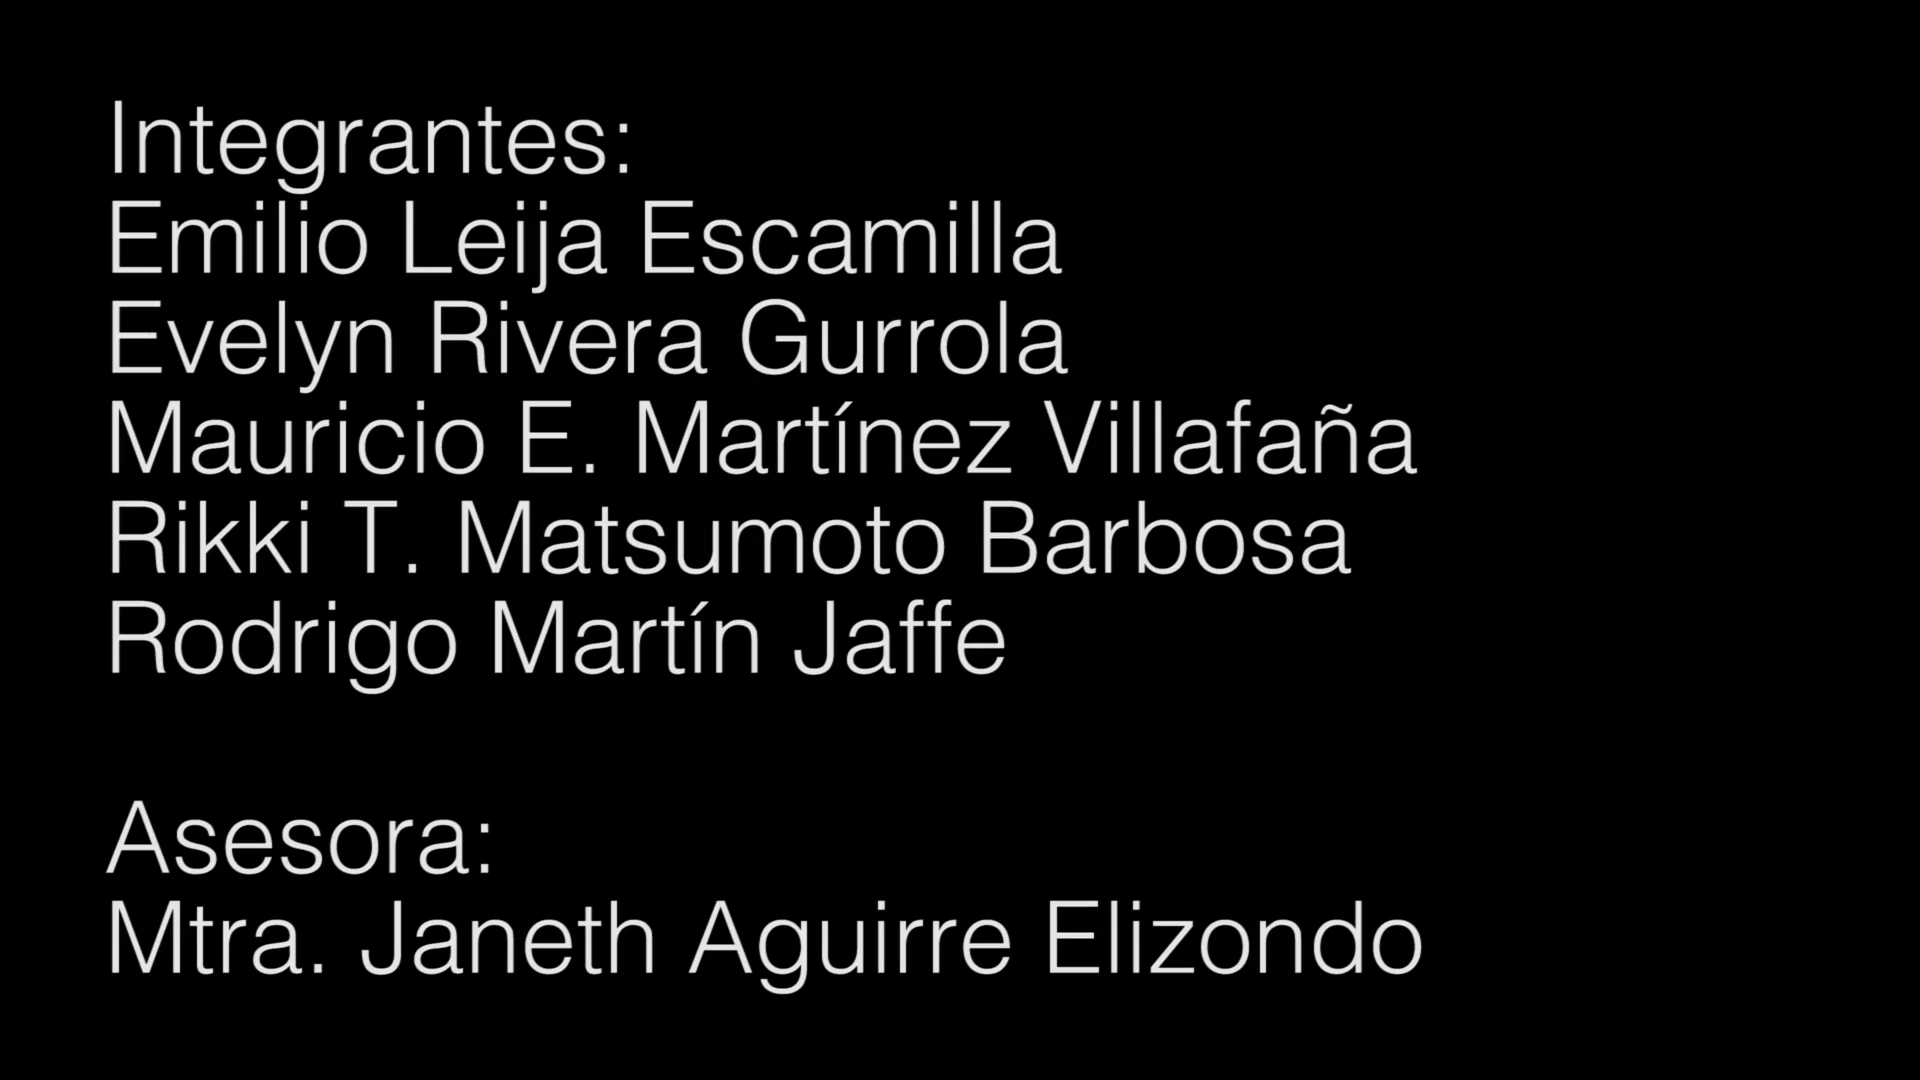 Integrantes:
Emilio Leija Escamilla
Evelyn Rivera Gurrola
Mauricio E. Martínez Villafaña
Rikki T. Matsumoto Barbosa
Rodrigo Martín Jaffe
Asesora:
Mtra. Janeth Aguirre Elizondo